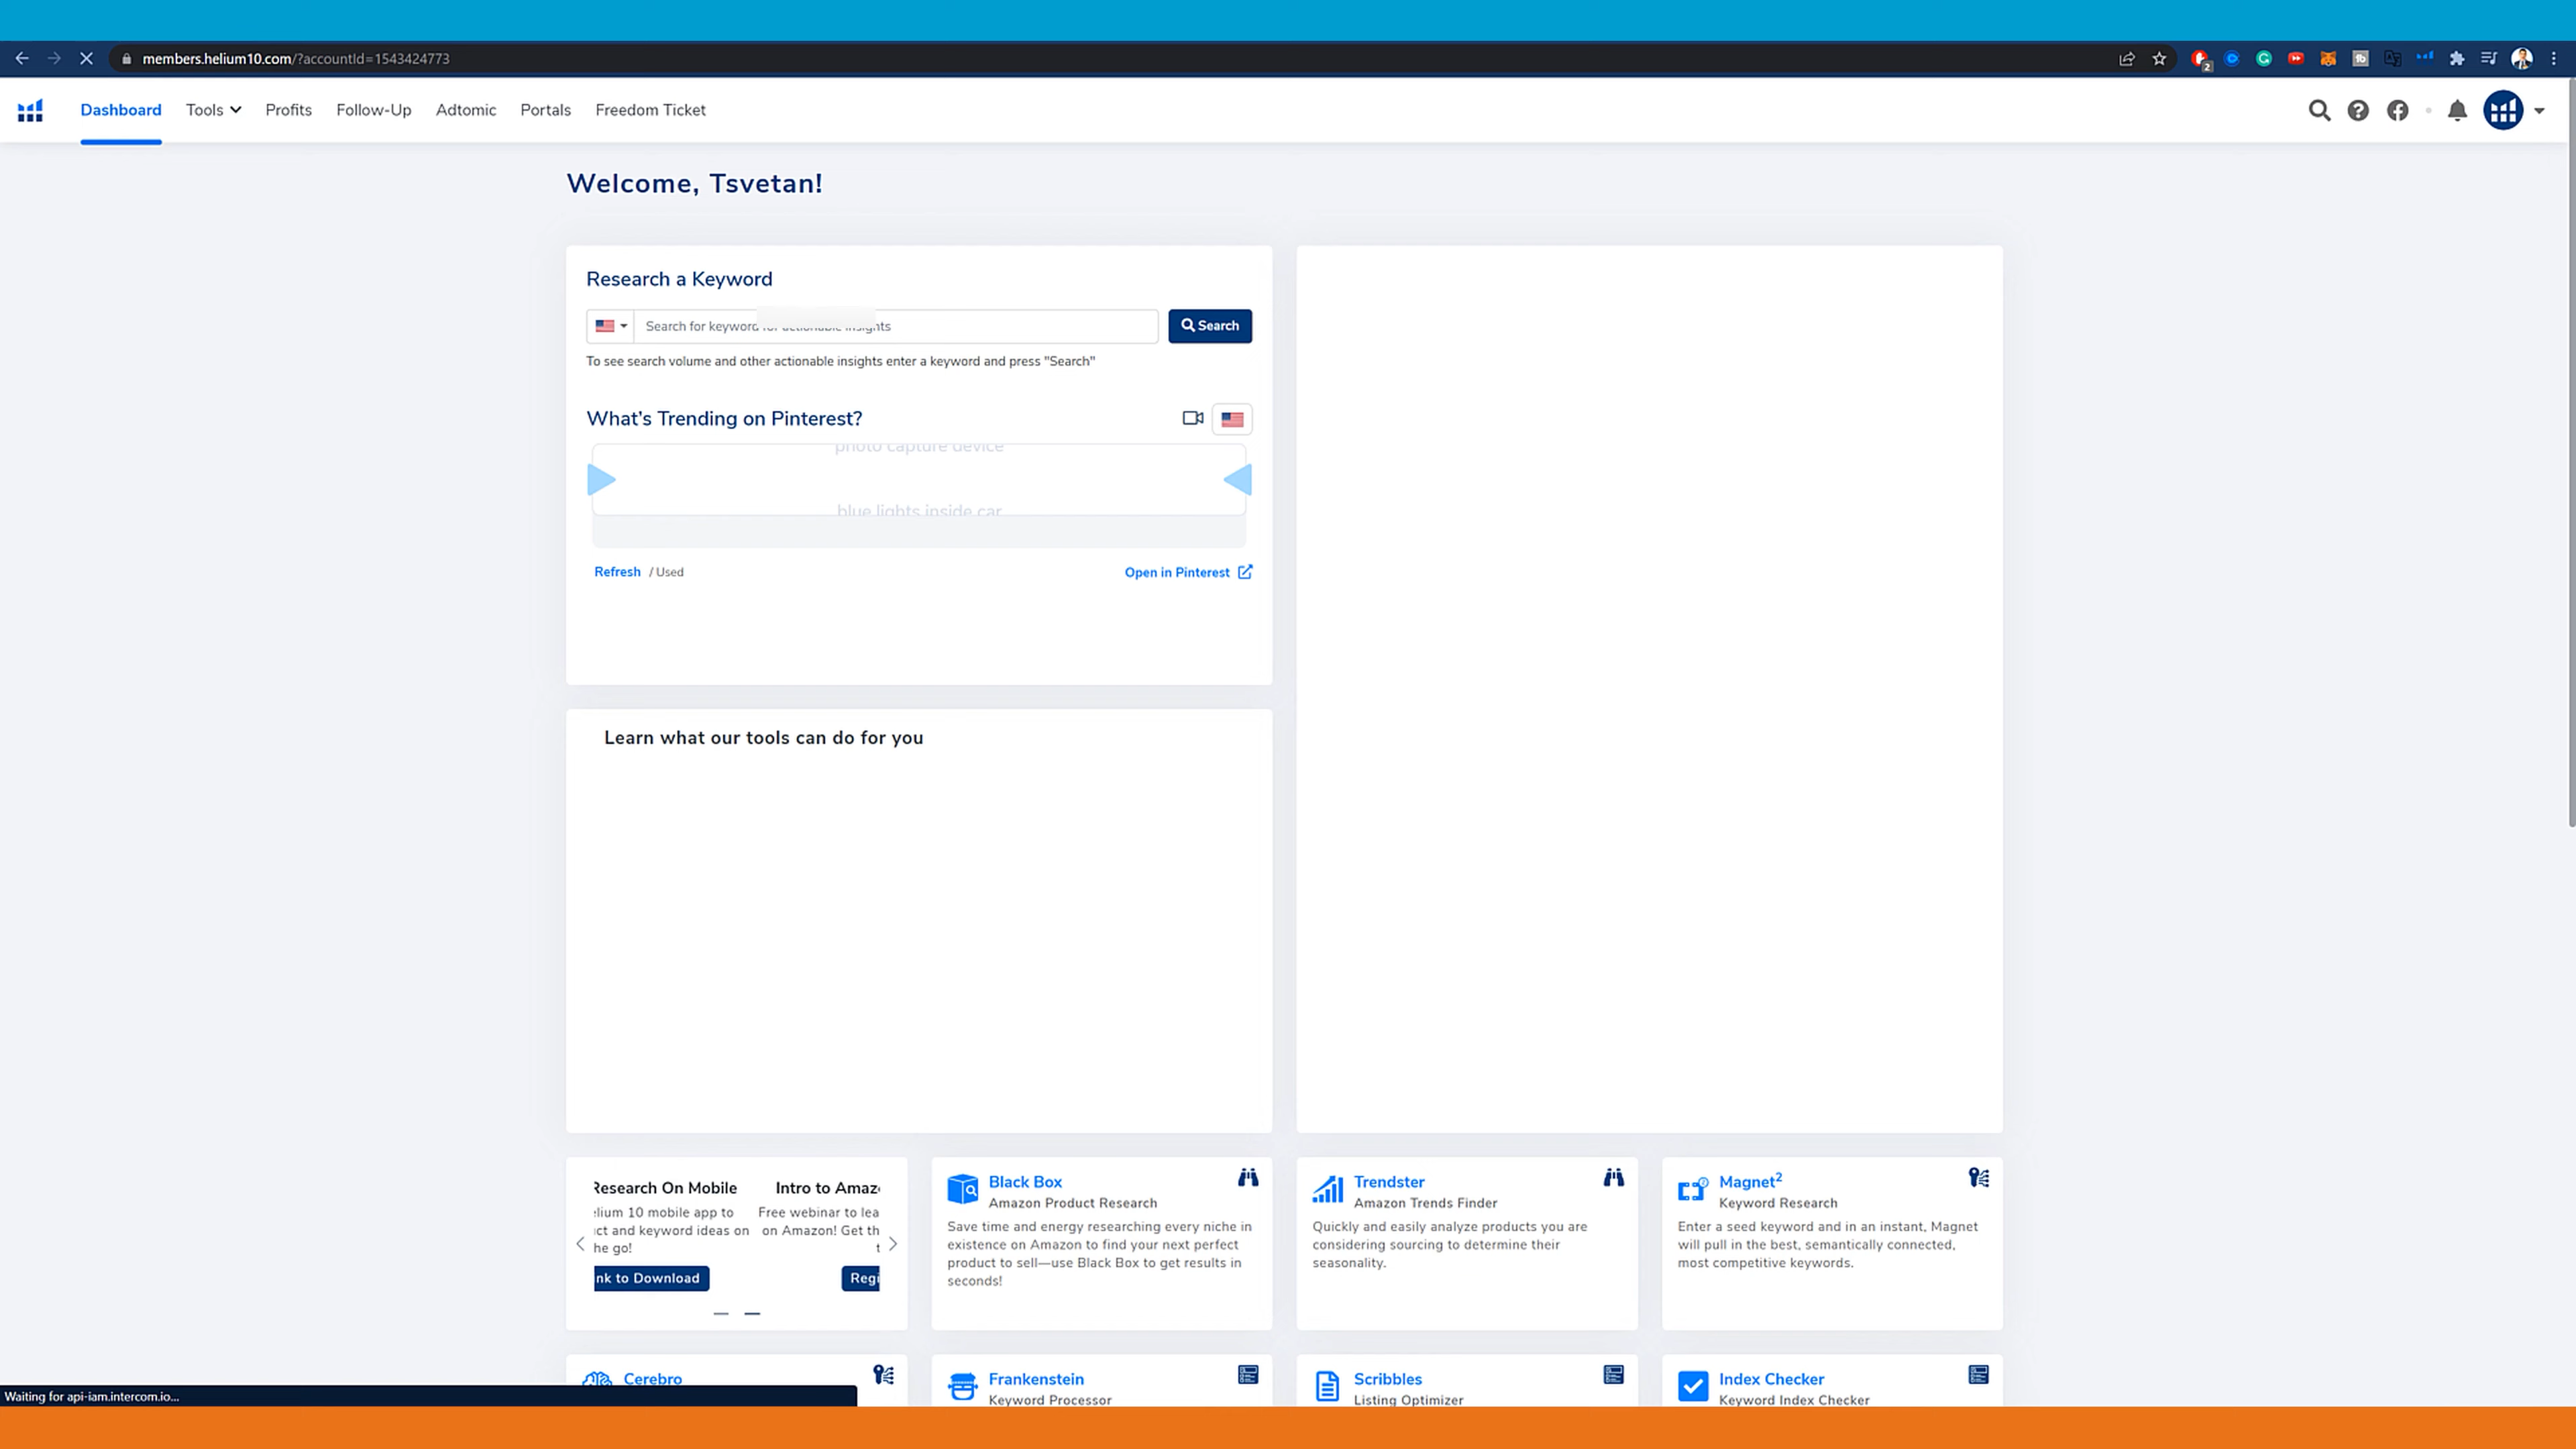 members.helium10.com/?accountId=1543424773
2
Dashboard Tools Profits Follow-Up Adtomic Portals Freedom Ticket
Welcome, Tsvetan!
Research a Keyword
Search for keyword for actionable insights
Search
To see search volume and other actionable insights enter a keyword and press "Search"
What's Trending on Pinterest?
photo capture device
blue lights inside car
Refresh / Used
Open in Pinterest
Learn what our tools can do for you
Research On Mobile
elium 10 mobile app to
ct and keyword ideas on
he go!
nk to Download
Intro to Amaz
Free webinar to lea
on Amazon! Get th
t
Regi
Black Box
Amazon Product Research
Save time and energy researching every niche in
existence on Amazon to find your next perfect
product to sell—use Black Box to get results in
seconds!
Trendster
Amazon Trends Finder
Quickly and easily analyze products you are
considering sourcing to determine their
seasonality.
Magnet2
Keyword Research
Enter a seed keyword and in an instant, Magnet
will pull in the best, semantically connected,
most competitive keywords.
Cerebro
Frankenstein
Keyword Processor
Scribbles
Listing Optimizer
Index Checker
Keyword Index Checker
Waiting for api-iam.intercom.io...